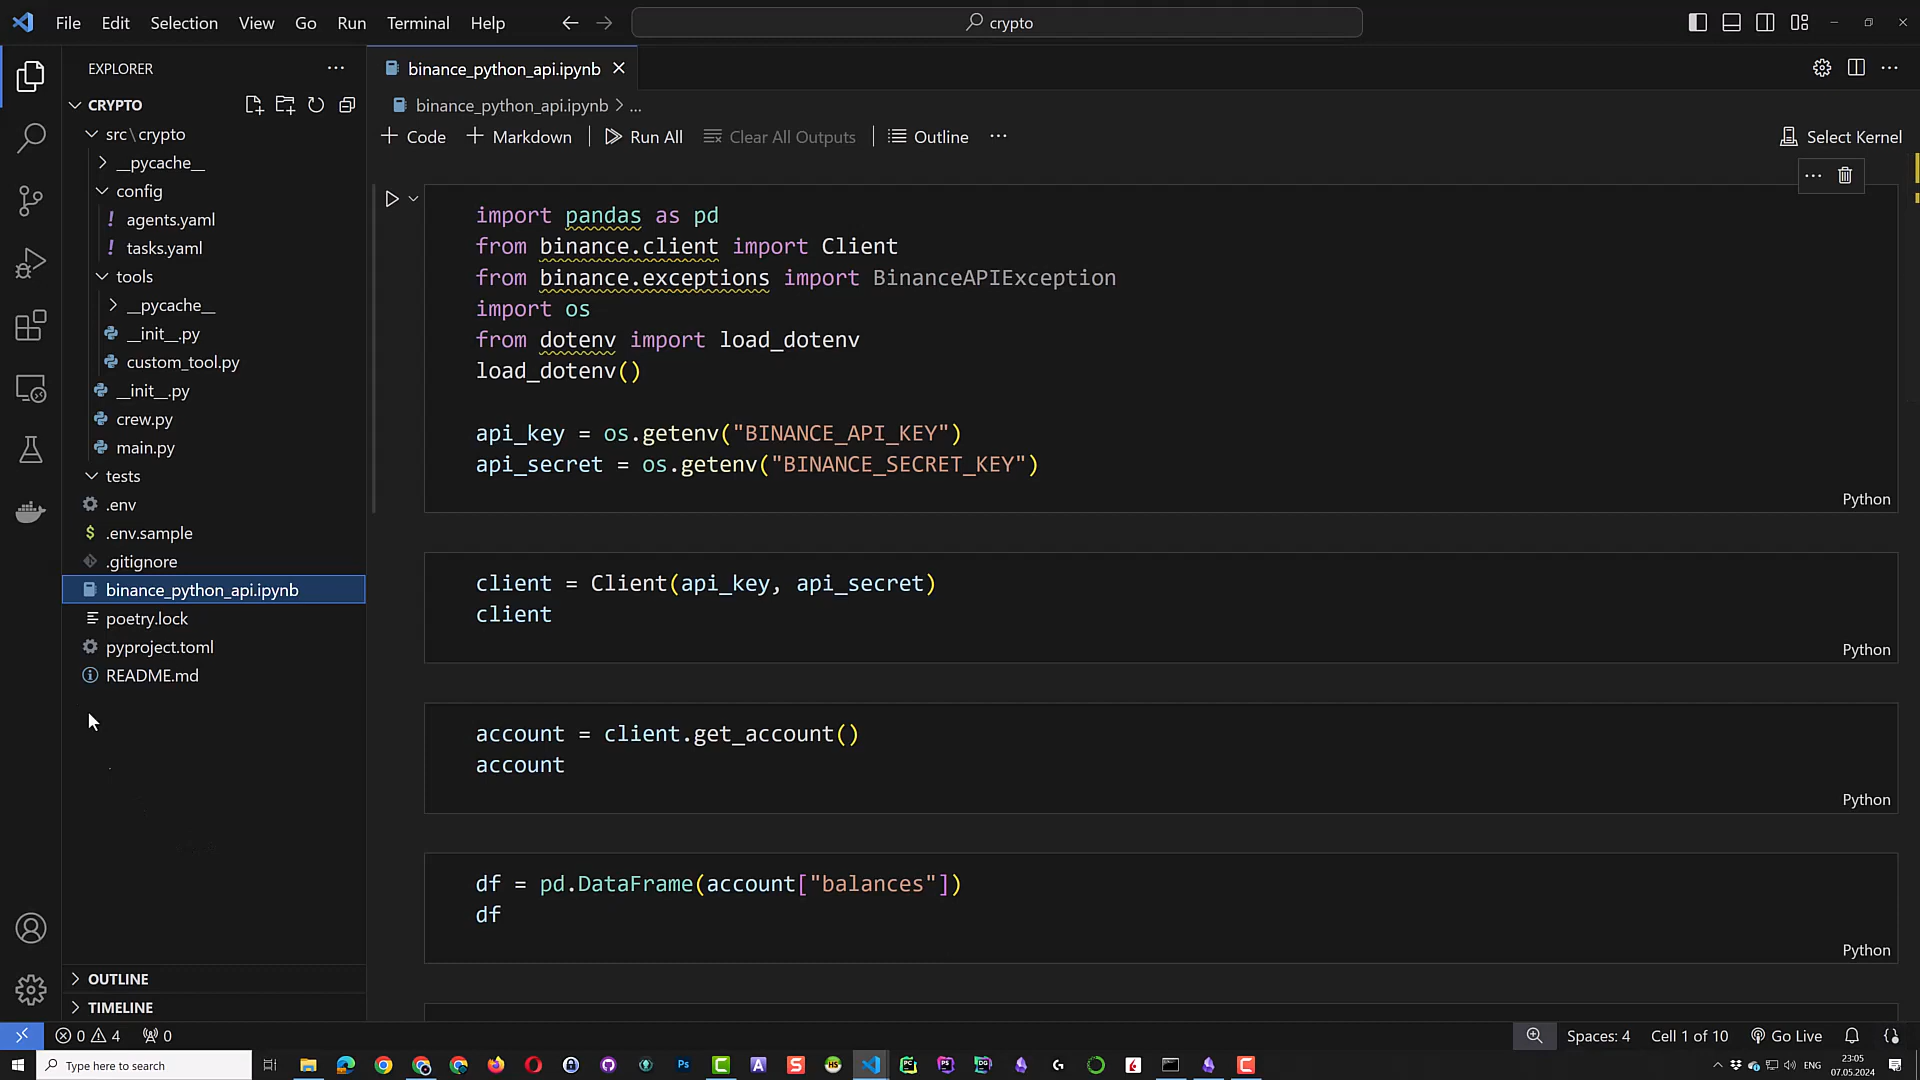 File Edit Selection View Go Run Terminal Help
crypto
EXPLORER
CRYPTO
src\crypto
__pycache__
config
agents.yaml
tasks.yaml
tools
__pycache__
__init__.py
custom_tool.py
__init__.py
crew.py
main.py
tests
.env
.env.sample
.gitignore
binance_python_api.ipynb
poetry.lock
pyproject.toml
README.md
OUTLINE
TIMELINE
binance_python_api.ipynb
binance_python_api.ipynb > ...
Code Markdown Run All Clear All Outputs Outline ...
Select Kernel
import pandas as pd
from binance.client import Client
from binance.exceptions import BinanceAPIException
import os
from dotenv import load_dotenv
load_dotenv()
api_key = os.getenv("BINANCE_API_KEY")
api_secret = os.getenv("BINANCE_SECRET_KEY")
Python
client = Client(api_key, api_secret)
client
Python
account = client.get_account()
account
Python
df = pd.DataFrame(account["balances"])
df
Python
0 4 0
Spaces: 4 Cell 1 of 10 Go Live
Type here to search
ENG
23:05
07.05.2024